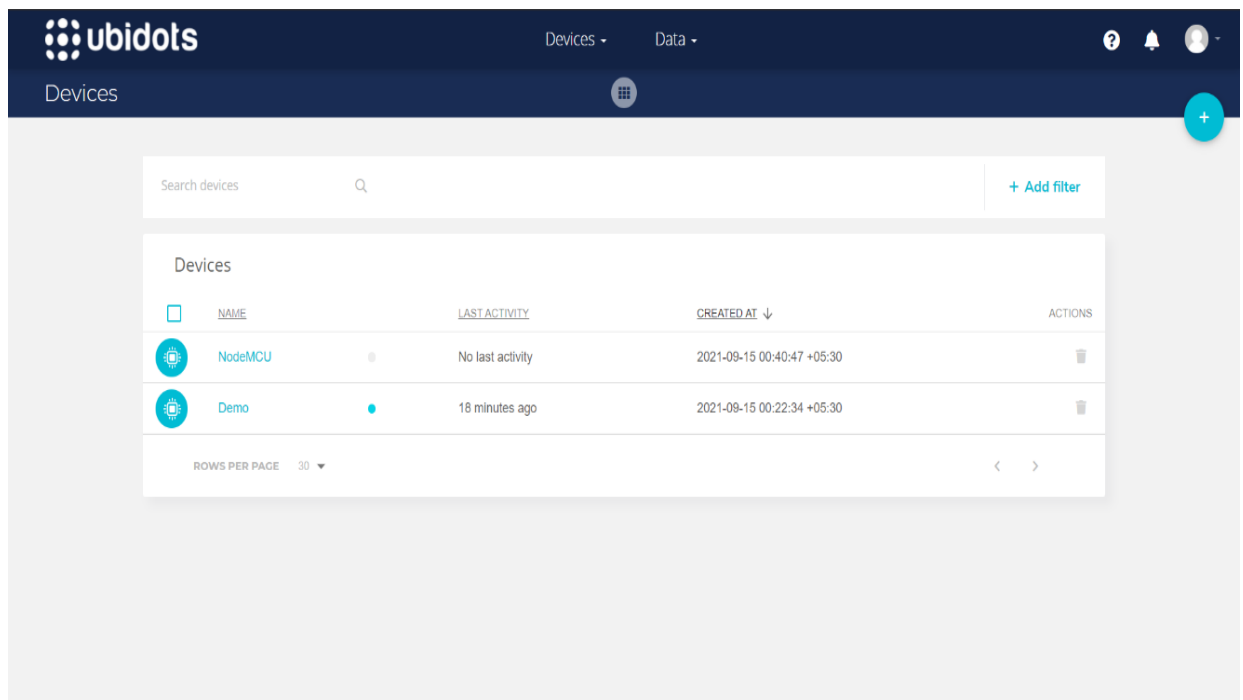 ubidots
Devices
Data
Devices
Search devices
+ Add filter
Devices
NAME LAST ACTIVITY CREATED AT ACTIONS
NodeMCU No last activity 2021-09-15 00:40:47 +05:30
Demo 18 minutes ago 2021-09-15 00:22:34 +05:30
ROWS PER PAGE 30